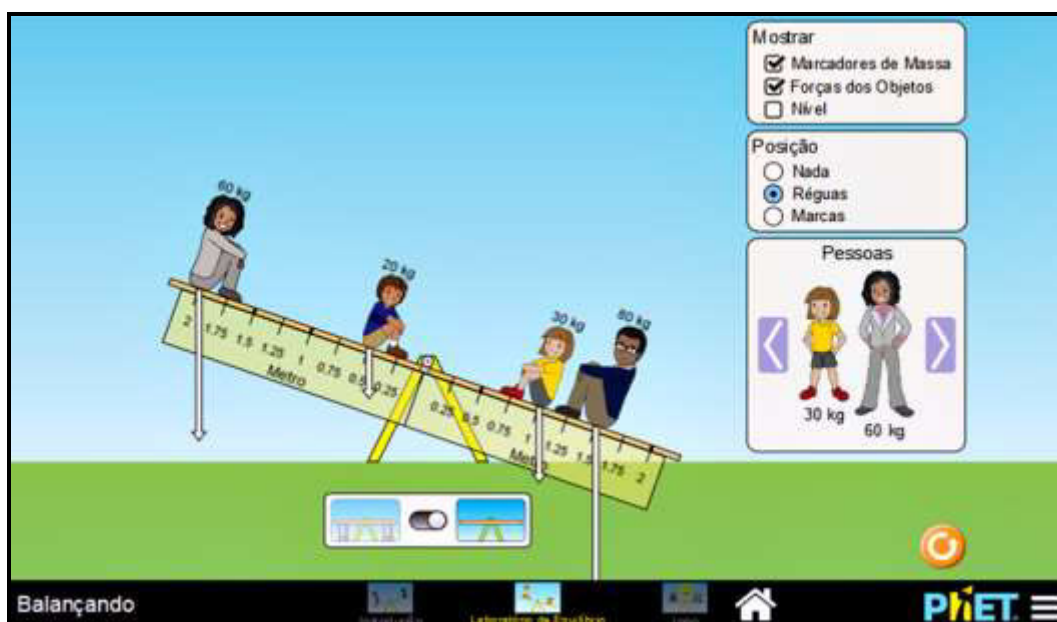 Mostrar
Marcadores de Massa
Forças dos Objetos
Nível
Posição
Nada
Réguas
Marcas
Pessoas
30 kg
60 kg
60 kg
20 kg
30 kg
80 kg
2 1.75 1.5 1.25 1 0.75 0.5 0.25
Metro
0.25 0.5 0.75 1 1.25 1.5 1.75 2
Metro
Balançando
Laboratório de Equilíbrio
PhET